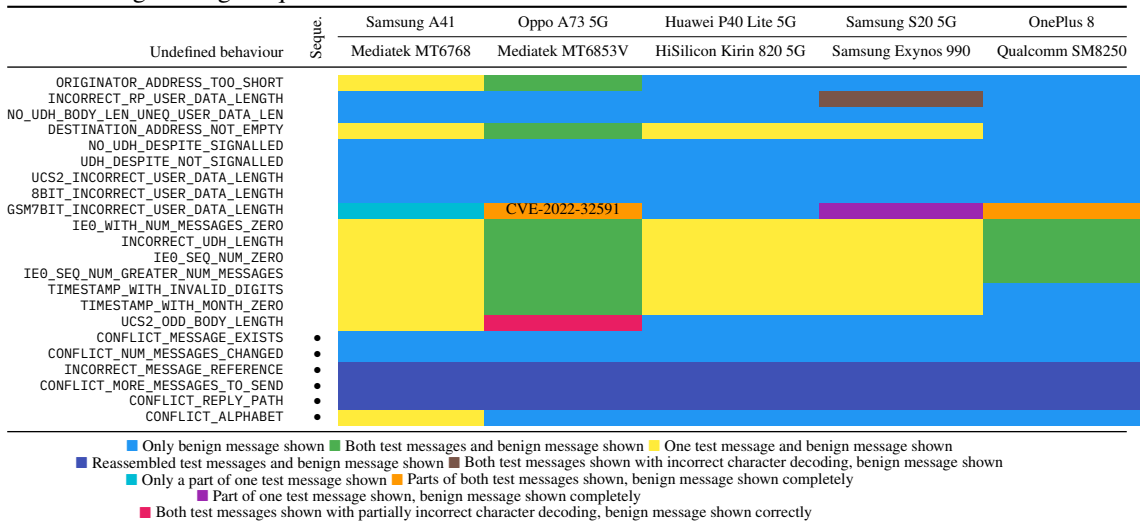 Seque.
Samsung A41 Oppo A73 5G Huawei P40 Lite 5G Samsung S20 5G OnePlus 8
Undefined behaviour Mediatek MT6768 Mediatek MT6853V HiSilicon Kirin 820 5G Samsung Exynos 990 Qualcomm SM8250
ORIGINATOR_ADDRESS_TOO_SHORT
INCORRECT_RP_USER_DATA_LENGTH
NO_UDH_BODY_LEN_UNEQ_USER_DATA_LEN
DESTINATION_ADDRESS_NOT_EMPTY
NO_UDH_DESPITE_SIGNALLED
UDH_DESPITE_NOT_SIGNALLED
UCS2_INCORRECT_USER_DATA_LENGTH
8BIT_INCORRECT_USER_DATA_LENGTH
GSM7BIT_INCORRECT_USER_DATA_LENGTH CVE-2022-32591
IE0_WITH_NUM_MESSAGES_ZERO
INCORRECT_UDH_LENGTH
IE0_SEQ_NUM_ZERO
IE0_SEQ_NUM_GREATER_NUM_MESSAGES
TIMESTAMP_WITH_INVALID_DIGITS
TIMESTAMP_WITH_MONTH_ZERO
UCS2_ODD_BODY_LENGTH
CONFLICT_MESSAGE_EXISTS •
CONFLICT_NUM_MESSAGES_CHANGED •
INCORRECT_MESSAGE_REFERENCE •
CONFLICT_MORE_MESSAGES_TO_SEND •
CONFLICT_REPLY_PATH •
CONFLICT_ALPHABET •
Only benign message shown Both test messages and benign message shown One test message and benign message shown
Reassembled test messages and benign message shown Both test messages shown with incorrect character decoding, benign message shown
Only a part of one test message shown Parts of both test messages shown, benign message shown completely
Part of one test message shown, benign message shown completely
Both test messages shown with partially incorrect character decoding, benign message shown correctly